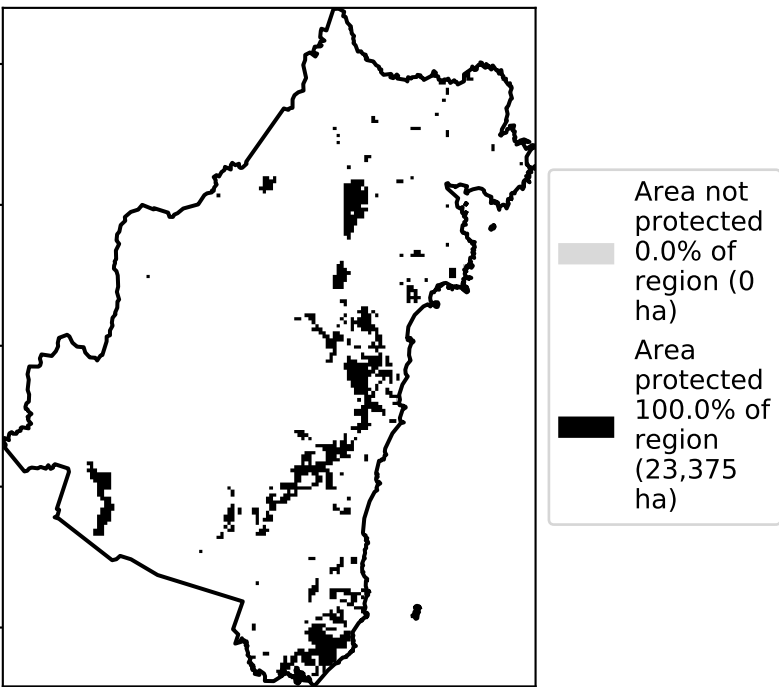 Area not
protected
0.0% of
region (0
ha)
Area
protected
100.0% of
region
(23,375
ha)